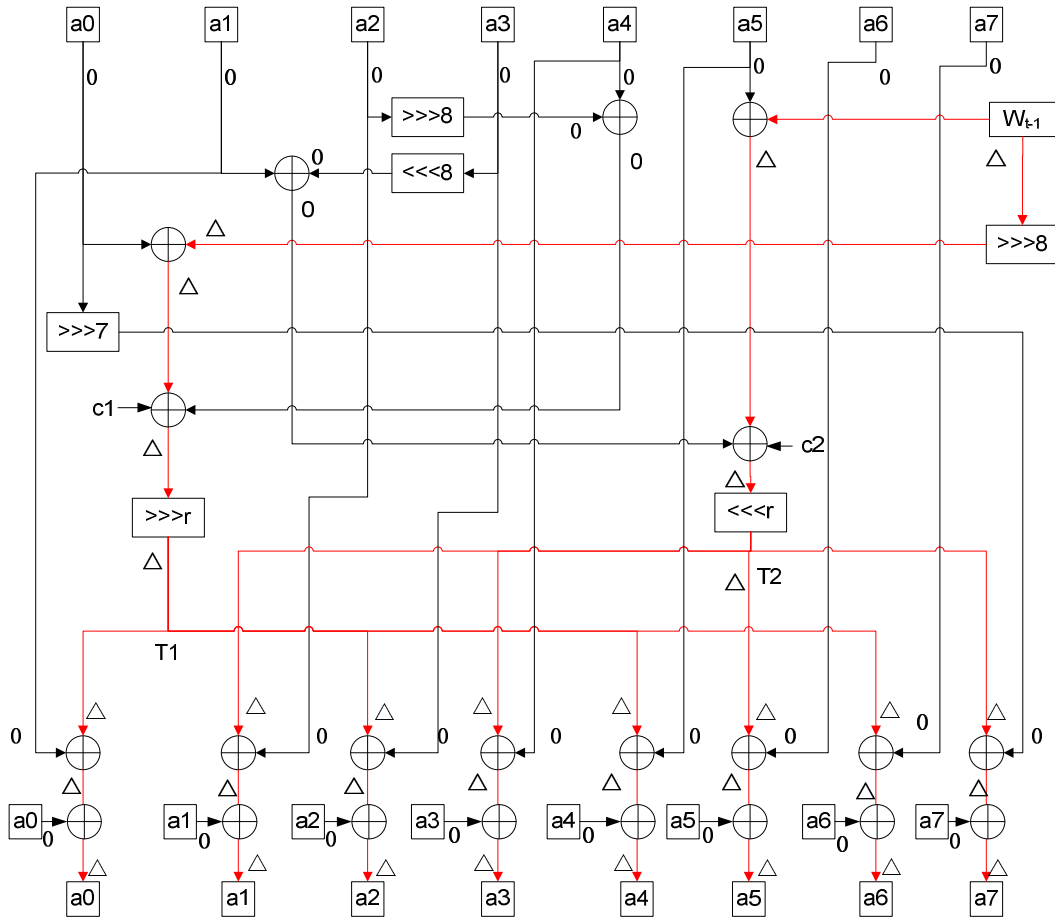 a0 a1 a2 a3 a4 a5 a6 a7
0 0 0 0 0 0 0 0
>>>8 0 W_t-1
0 <<<8 0 △ △
0
△ >>>8
△
>>>7
c1
△ c2
△
>>>r <<<r
△ △ T2
T1
△ △ △ △ △ △ △ △
0 0 0 0 0 0 0 0
△ △ △ △ △ △ △ △
a0 a1 a2 a3 a4 a5 a6 a7
0 0 0 0 0 0 0 0
△ △ △ △ △ △ △ △
a0 a1 a2 a3 a4 a5 a6 a7